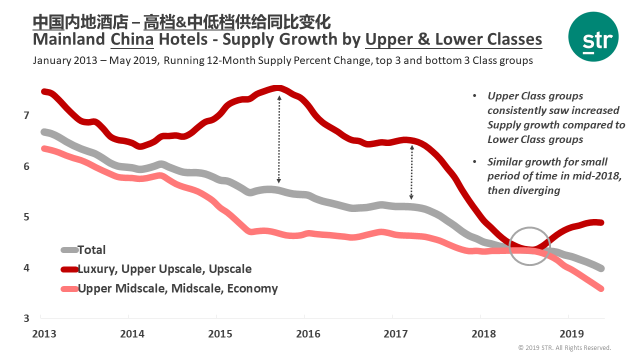 中国内地酒店 – 高档&中低档供给同比变化
Mainland China Hotels - Supply Growth by Upper & Lower Classes
January 2013 – May 2019, Running 12-Month Supply Percent Change, top 3 and bottom 3 Class groups
str
• Upper Class groups
consistently saw increased
Supply growth compared to
Lower Class groups
• Similar growth for small
period of time in mid-2018,
then diverging
7
6
5
4
3
Total
Luxury, Upper Upscale, Upscale
Upper Midscale, Midscale, Economy
2013 2014 2015 2016 2017 2018 2019
© 2019 STR. All Rights Reserved.